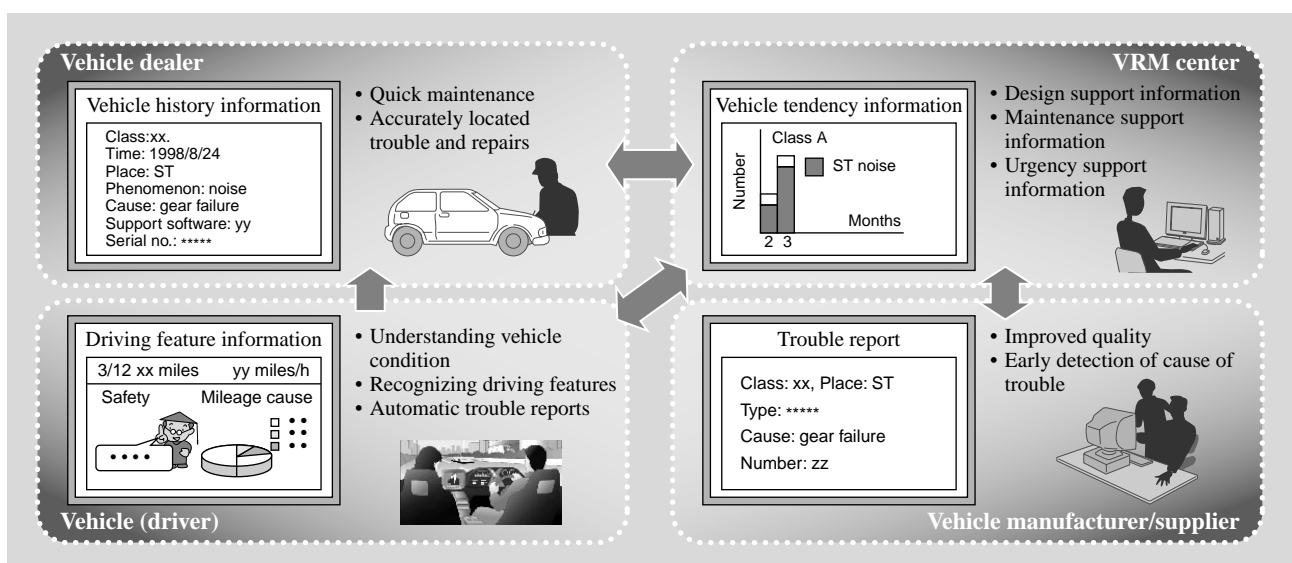 Vehicle dealer
Vehicle history information
Class:xx.
Time: 1998/8/24
Place: ST
Phenomenon: noise
Cause: gear failure
Support software: yy
Serial no.: *****
• Quick maintenance
• Accurately located
trouble and repairs
VRM center
Vehicle tendency information
Class A
Number
ST noise
Months
2 3
• Design support information
• Maintenance support
information
• Urgency support
information
Driving feature information
3/12 xx miles yy miles/h
Safety Mileage cause
• Understanding vehicle
condition
• Recognizing driving features
• Automatic trouble reports
Vehicle (driver)
Trouble report
Class: xx, Place: ST
Type: *****
Cause: gear failure
Number: zz
• Improved quality
• Early detection of cause of
trouble
Vehicle manufacturer/supplier